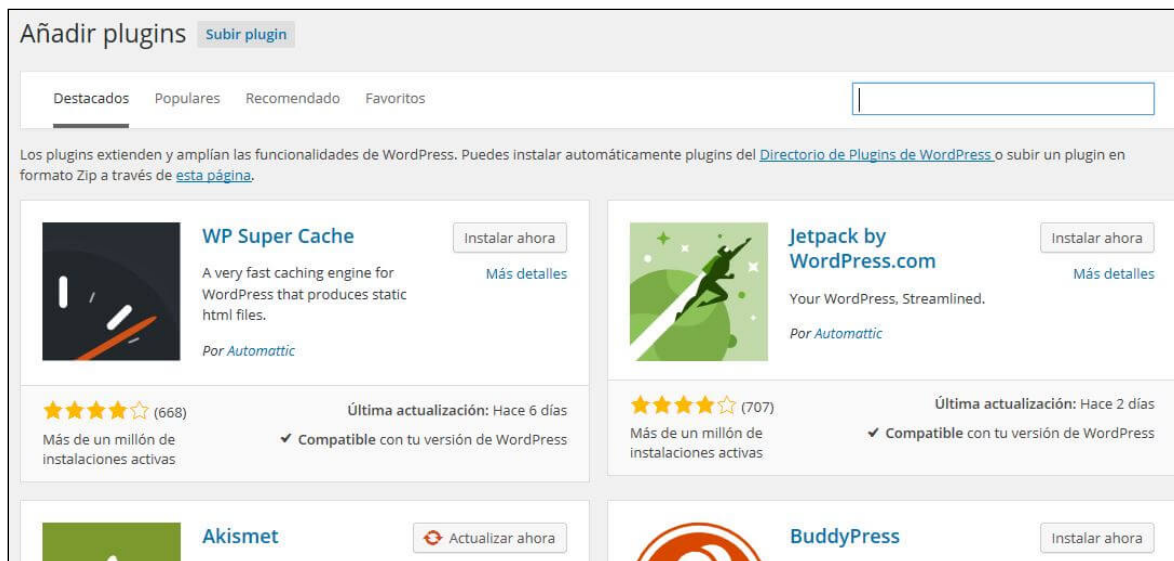 Añadir plugins Subir plugin
Destacados Populares Recomendado Favoritos
Los plugins extienden y amplían las funcionalidades de WordPress. Puedes instalar automáticamente plugins del Directorio de Plugins de WordPress o subir un plugin en
formato Zip a través de esta página.
WP Super Cache
Instalar ahora
Más detalles
A very fast caching engine for
WordPress that produces static
html files.
Por Automattic
(668)
Más de un millón de
instalaciones activas
Última actualización: Hace 6 días
✔ Compatible con tu versión de WordPress
Jetpack by
WordPress.com
Instalar ahora
Más detalles
Your WordPress, Streamlined.
Por Automattic
(707)
Más de un millón de
instalaciones activas
Última actualización: Hace 2 días
✔ Compatible con tu versión de WordPress
Akismet
Actualizar ahora
BuddyPress
Instalar ahora